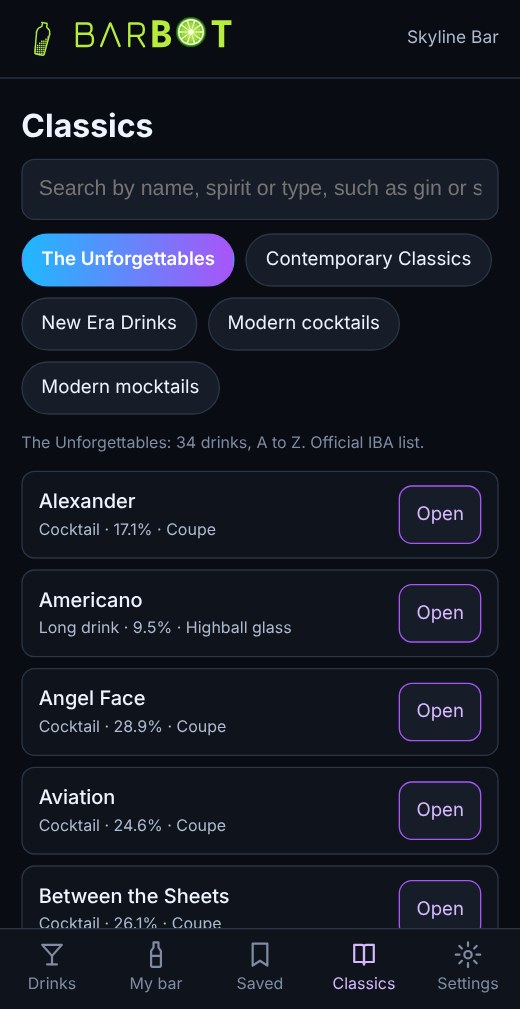 BARBOT
Skyline Bar
Classics
Search by name, spirit or type, such as gin or s
The Unforgettables
Contemporary Classics
New Era Drinks
Modern cocktails
Modern mocktails
The Unforgettables: 34 drinks, A to Z. Official IBA list.
Alexander
Cocktail · 17.1% · Coupe
Open
Americano
Long drink · 9.5% · Highball glass
Open
Angel Face
Cocktail · 28.9% · Coupe
Open
Aviation
Cocktail · 24.6% · Coupe
Open
Between the Sheets
Cocktail · 26.1% · Coupe
Open
Drinks
My bar
Saved
Classics
Settings